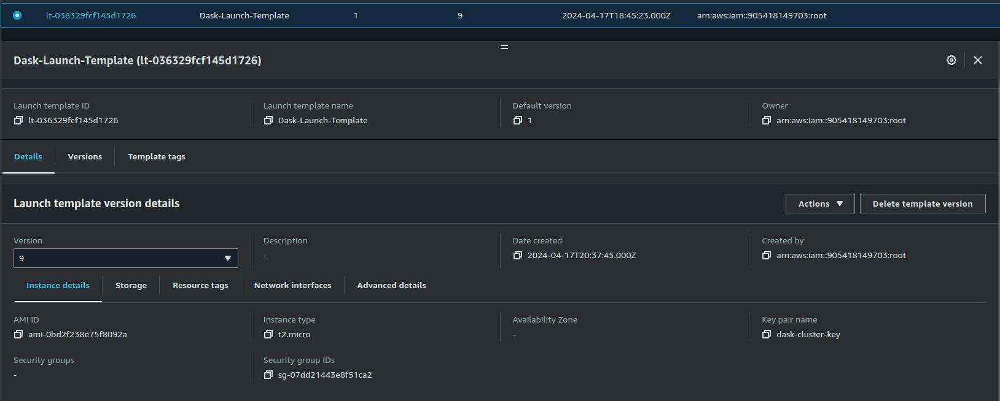 lt-036329fcf145d1726 Dask-Launch-Template 1 9 2024-04-17T18:45:23.000Z arn:aws:iam::905418149703:root
Dask-Launch-Template (lt-036329fcf145d1726)
Launch template ID Launch template name Default version Owner
lt-036329fcf145d1726 Dask-Launch-Template 1 arn:aws:iam::905418149703:root
Details Versions Template tags
Launch template version details Actions Delete template version
Version Description Date created Created by
9 - 2024-04-17T20:37:45.000Z arn:aws:iam::905418149703:root
Instance details Storage Resource tags Network interfaces Advanced details
AMI ID Instance type Availability Zone Key pair name
ami-0bd2f238e75f8092a t2.micro - dask-cluster-key
Security groups Security group IDs
- sg-07dd21443e8f51ca2